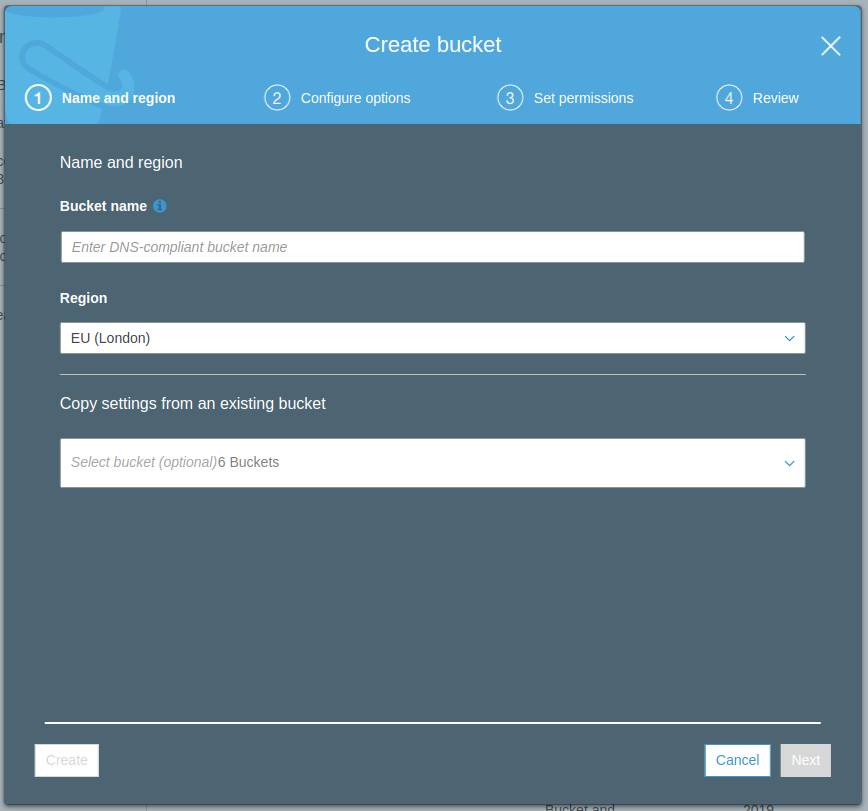 Create bucket
1 Name and region
2 Configure options
3 Set permissions
4 Review
Name and region
Bucket name
Enter DNS-compliant bucket name
Region
EU (London)
Copy settings from an existing bucket
Select bucket (optional)6 Buckets
Create
Cancel
Next
Bucket and
2019